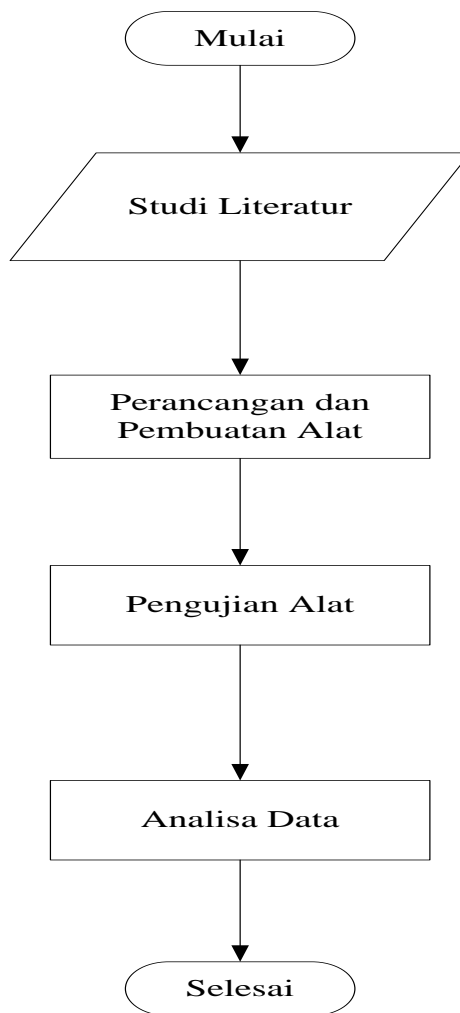 Mulai
Studi Literatur
Perancangan dan
Pembuatan Alat
Pengujian Alat
Analisa Data
Selesai